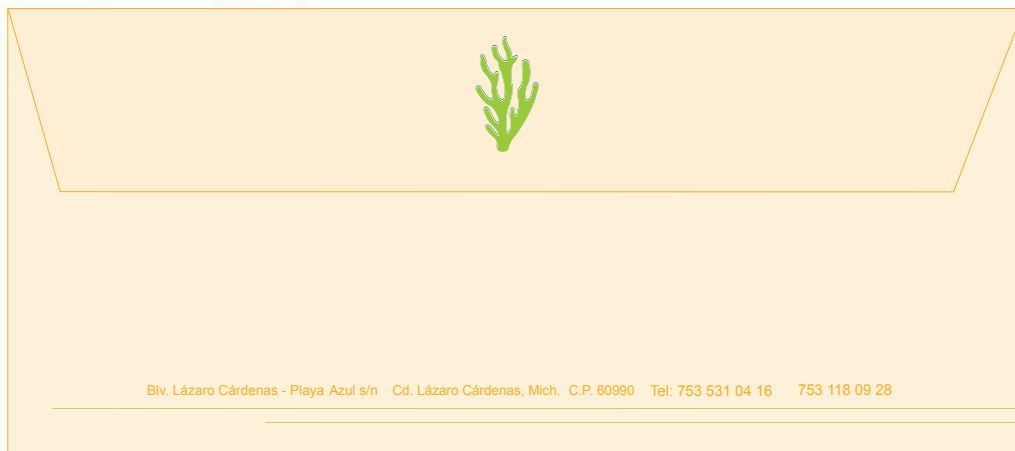 Blv. Lázaro Cárdenas - Playa Azul s/n Cd. Lázaro Cárdenas, Mich. C.P. 60990 Tel: 753 531 04 16 753 118 09 28